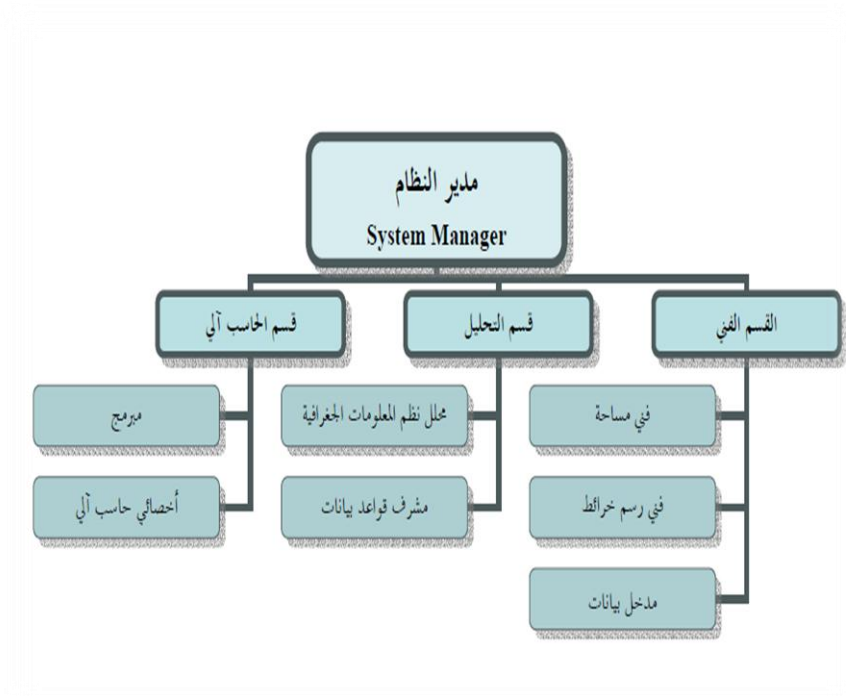 مدير النظام
System Manager
القسم الفني
قسم التحليل
قسم الحاسب آلي
فني مساحة
محلل نظم المعلومات الجغرافية
مبرمج
فني رسم خرائط
مشرف قواعد بيانات
أخصائي حاسب آلي
مدخل بيانات